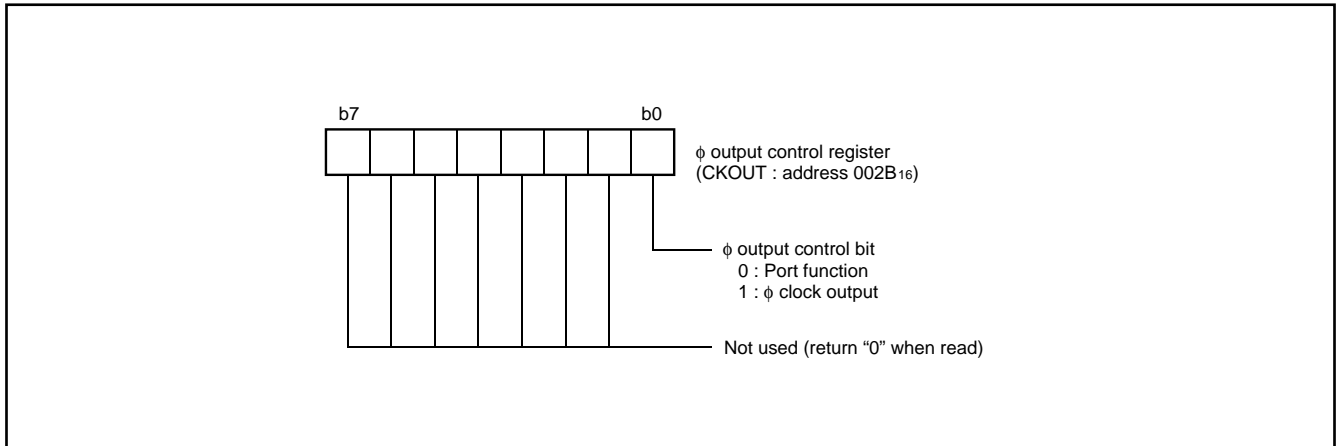 b7 b0
ϕ output control register
(CKOUT : address 002B₁₆)
ϕ output control bit
0 : Port function
1 : ϕ clock output
Not used (return “0” when read)